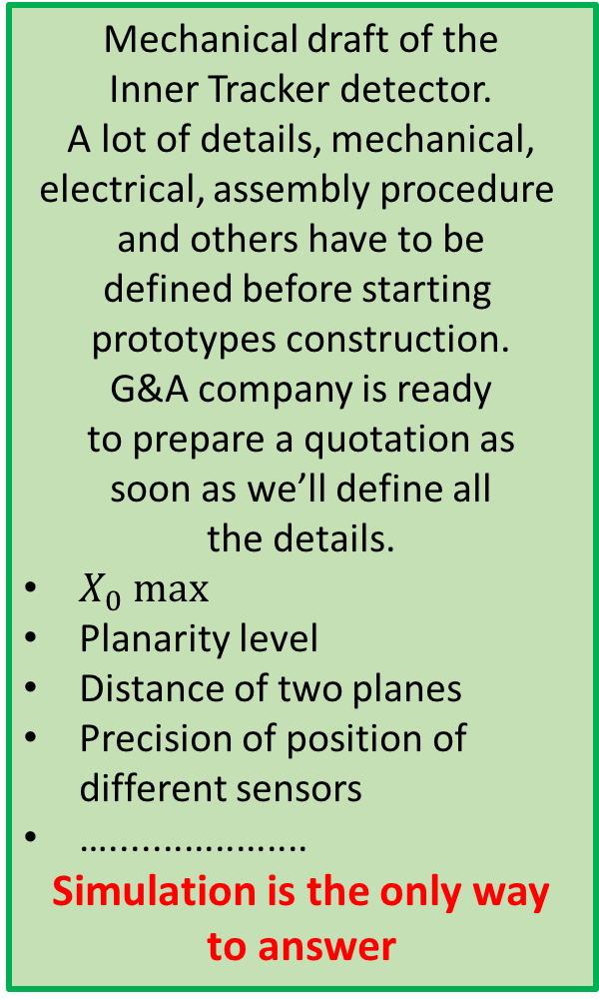 Mechanical draft of the
Inner Tracker detector.
A lot of details, mechanical,
electrical, assembly procedure
and others have to be
defined before starting
prototypes construction.
G&A company is ready
to prepare a quotation as
soon as we’ll define all
the details.
• X₀ max
• Planarity level
• Distance of two planes
• Precision of position of
different sensors
• ….................
Simulation is the only way
to answer